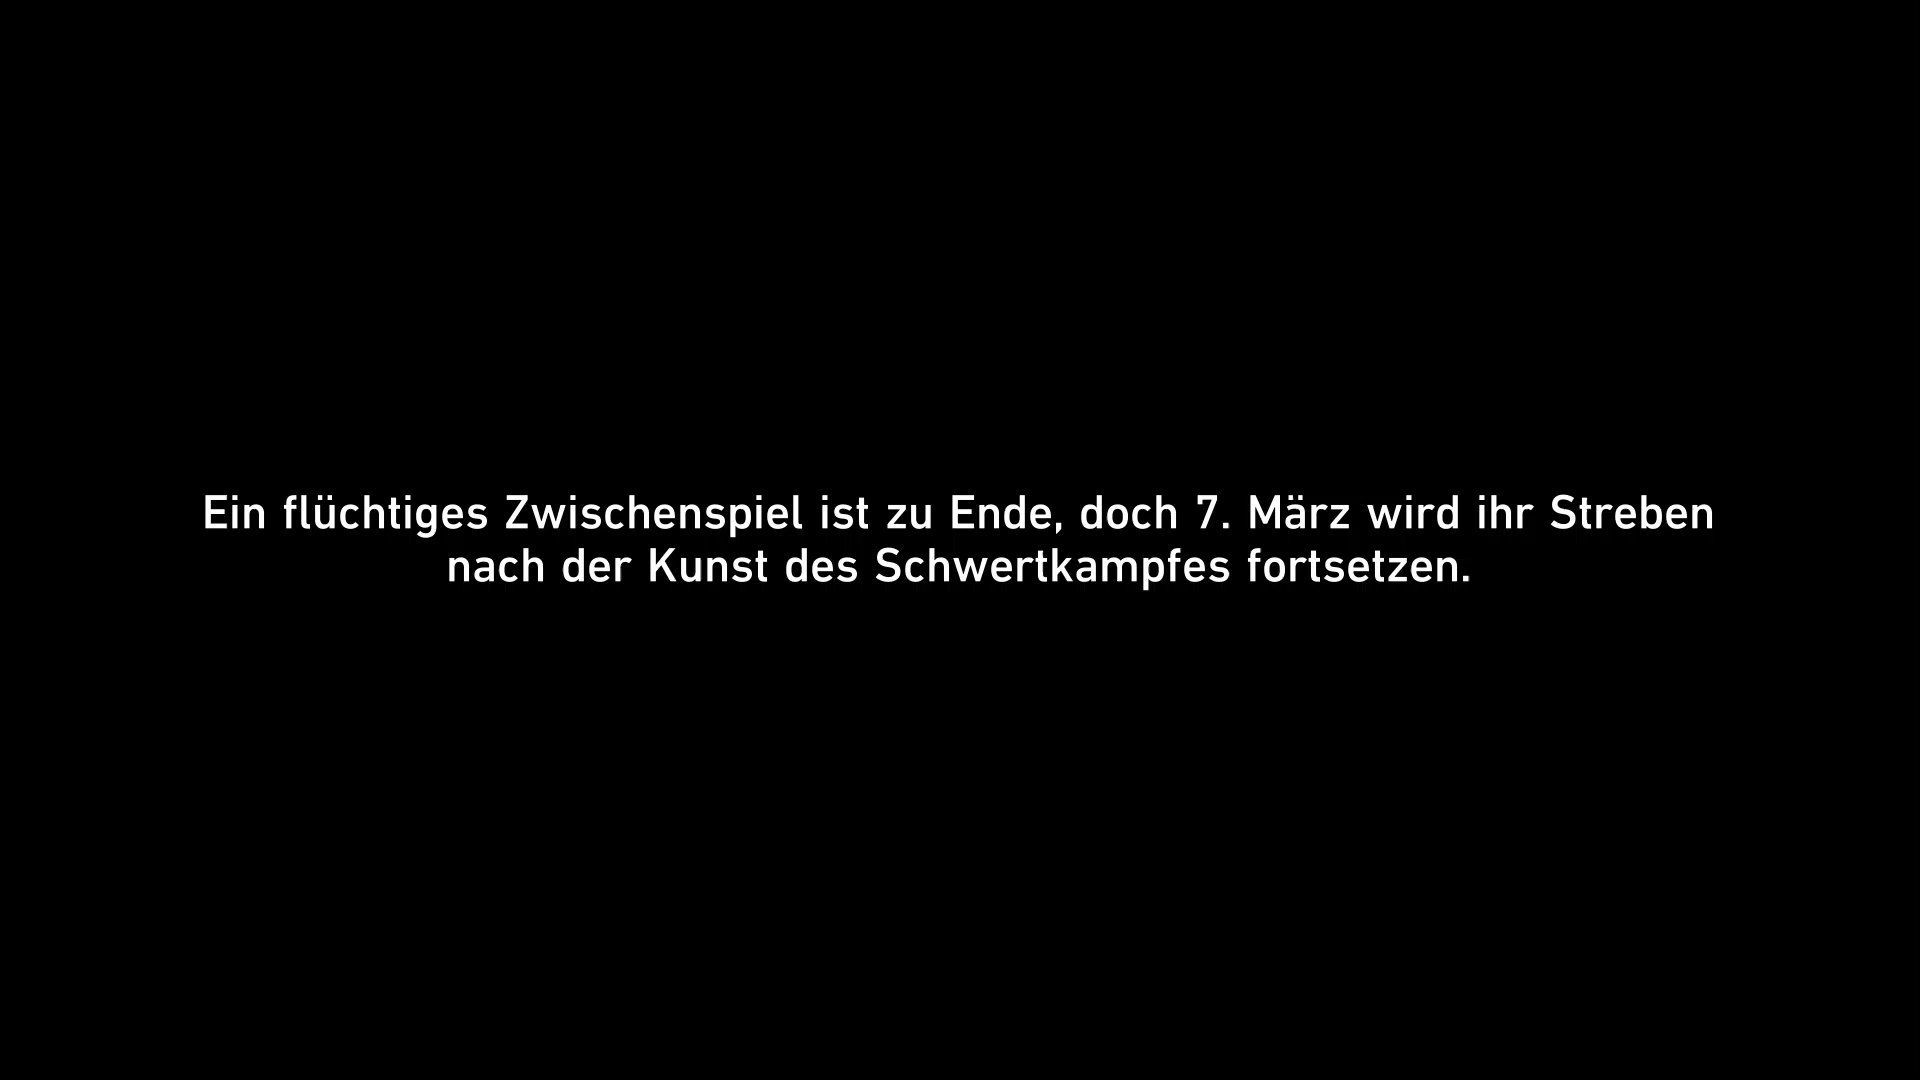 Ein flüchtiges Zwischenspiel ist zu Ende, doch 7. März wird ihr Streben
nach der Kunst des Schwertkampfes fortsetzen.